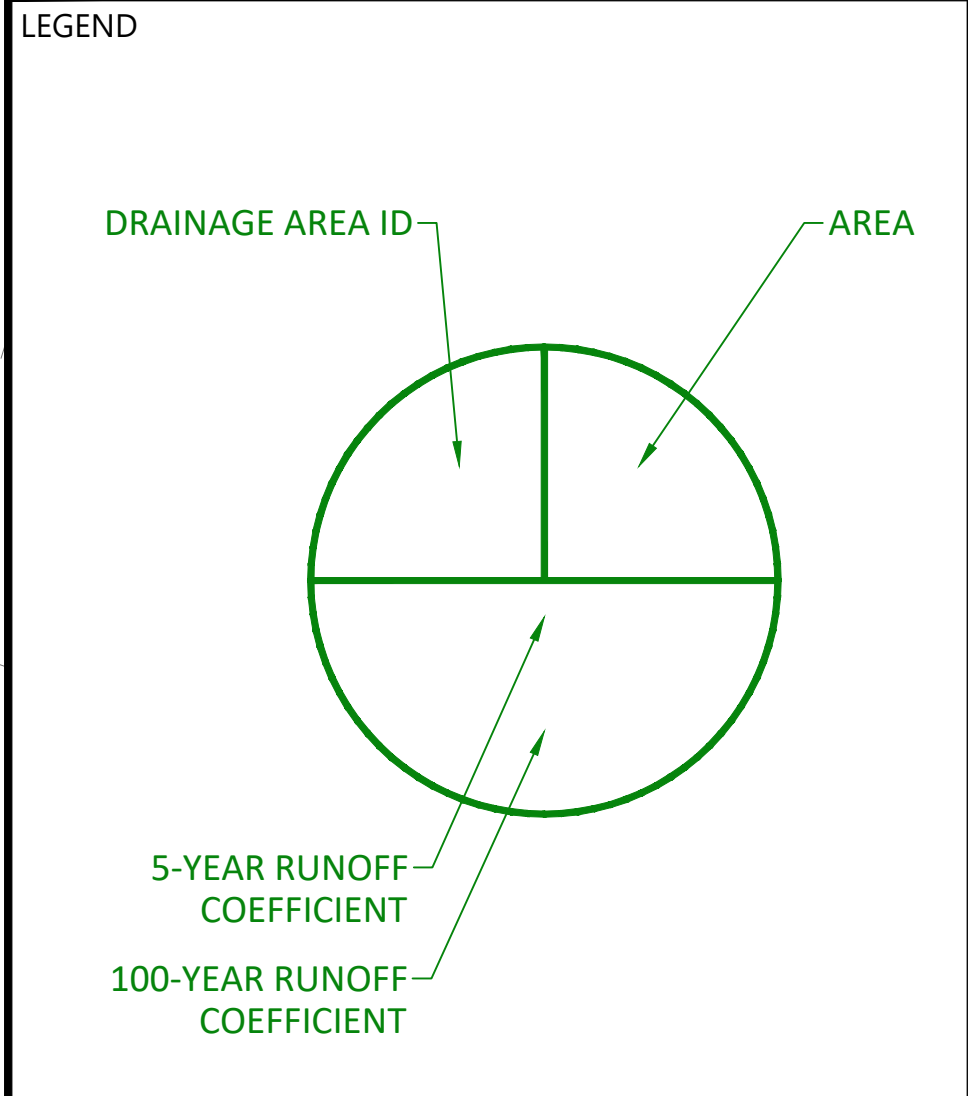 LEGEND
DRAINAGE AREA ID
AREA
5-YEAR RUNOFF
COEFFICIENT
100-YEAR RUNOFF
COEFFICIENT